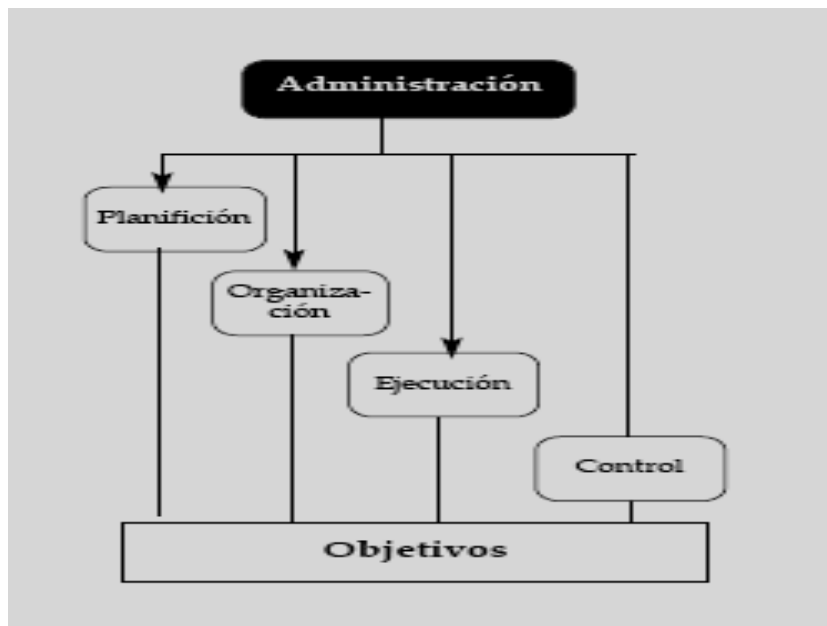 Administración
Planifición
Organiza-
ción
Ejecución
Control
Objetivos